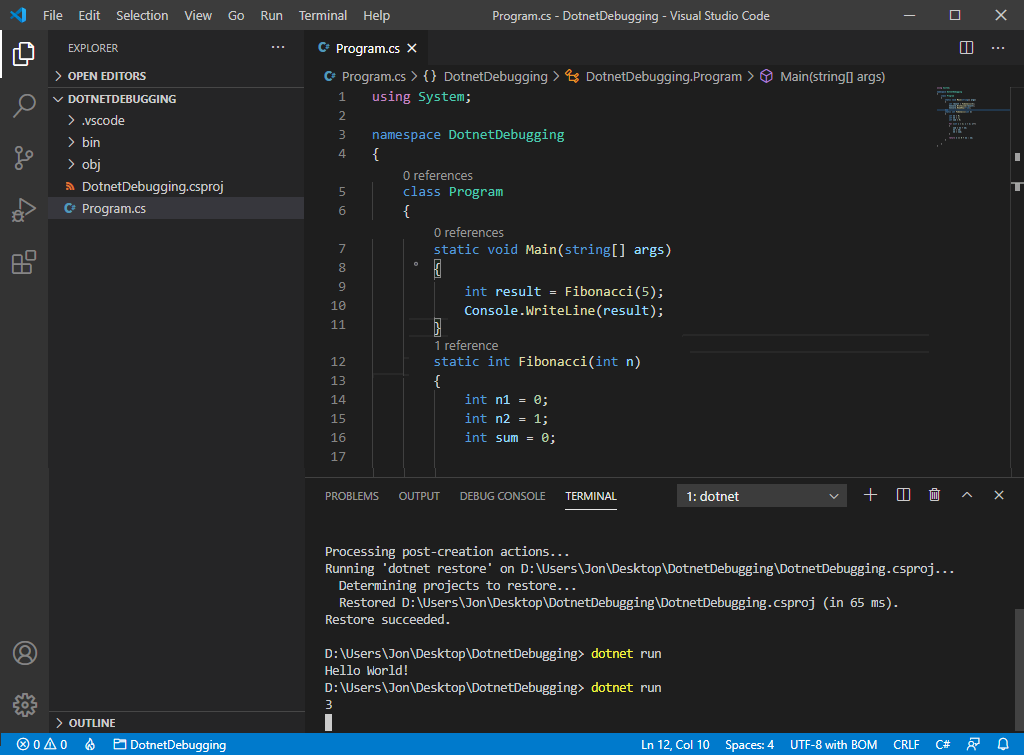 File Edit Selection View Go Run Terminal Help Program.cs - DotnetDebugging - Visual Studio Code
EXPLORER ...
OPEN EDITORS
DOTNETDEBUGGING
.vscode
bin
obj
DotnetDebugging.csproj
C# Program.cs
C# Program.cs
C# Program.cs > {} DotnetDebugging > DotnetDebugging.Program > Main(string[] args)
1 using System;
2
3 namespace DotnetDebugging
4 {
0 references
5 class Program
6 {
0 references
7 static void Main(string[] args)
8 {
9 int result = Fibonacci(5);
10 Console.WriteLine(result);
11 }
1 reference
12 static int Fibonacci(int n)
13 {
14 int n1 = 0;
15 int n2 = 1;
16 int sum = 0;
17
PROBLEMS OUTPUT DEBUG CONSOLE TERMINAL 1: dotnet
Processing post-creation actions...
Running 'dotnet restore' on D:\Users\Jon\Desktop\DotnetDebugging\DotnetDebugging.csproj...
Determining projects to restore...
Restored D:\Users\Jon\Desktop\DotnetDebugging\DotnetDebugging.csproj (in 65 ms).
Restore succeeded.
D:\Users\Jon\Desktop\DotnetDebugging> dotnet run
Hello World!
D:\Users\Jon\Desktop\DotnetDebugging> dotnet run
3
OUTLINE
0 0 DotnetDebugging Ln 12, Col 10 Spaces: 4 UTF-8 with BOM CRLF C#